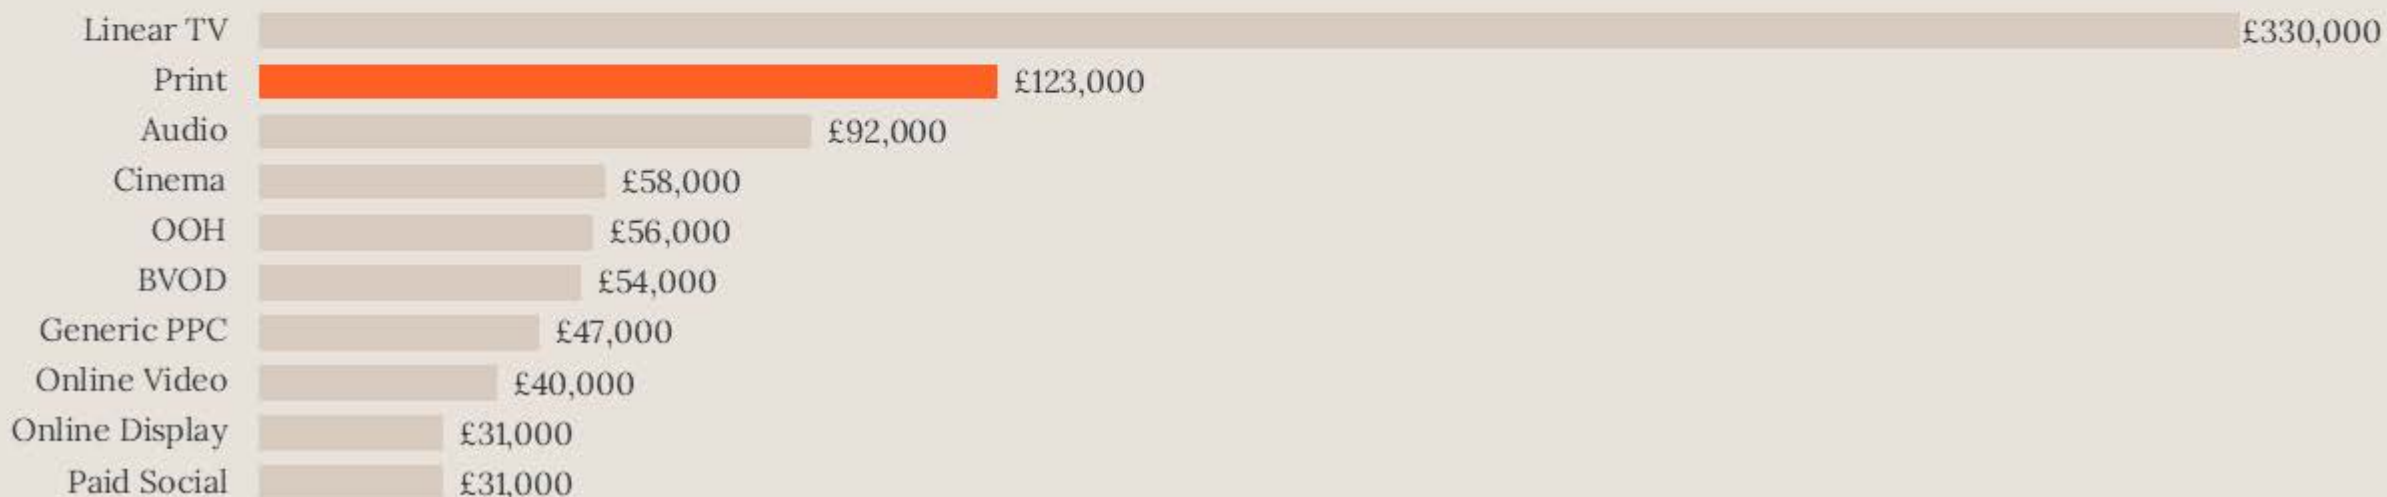 Linear TV £330,000
Print £123,000
Audio £92,000
Cinema £58,000
OOH £56,000
BVOD £54,000
Generic PPC £47,000
Online Video £40,000
Online Display £31,000
Paid Social £31,000